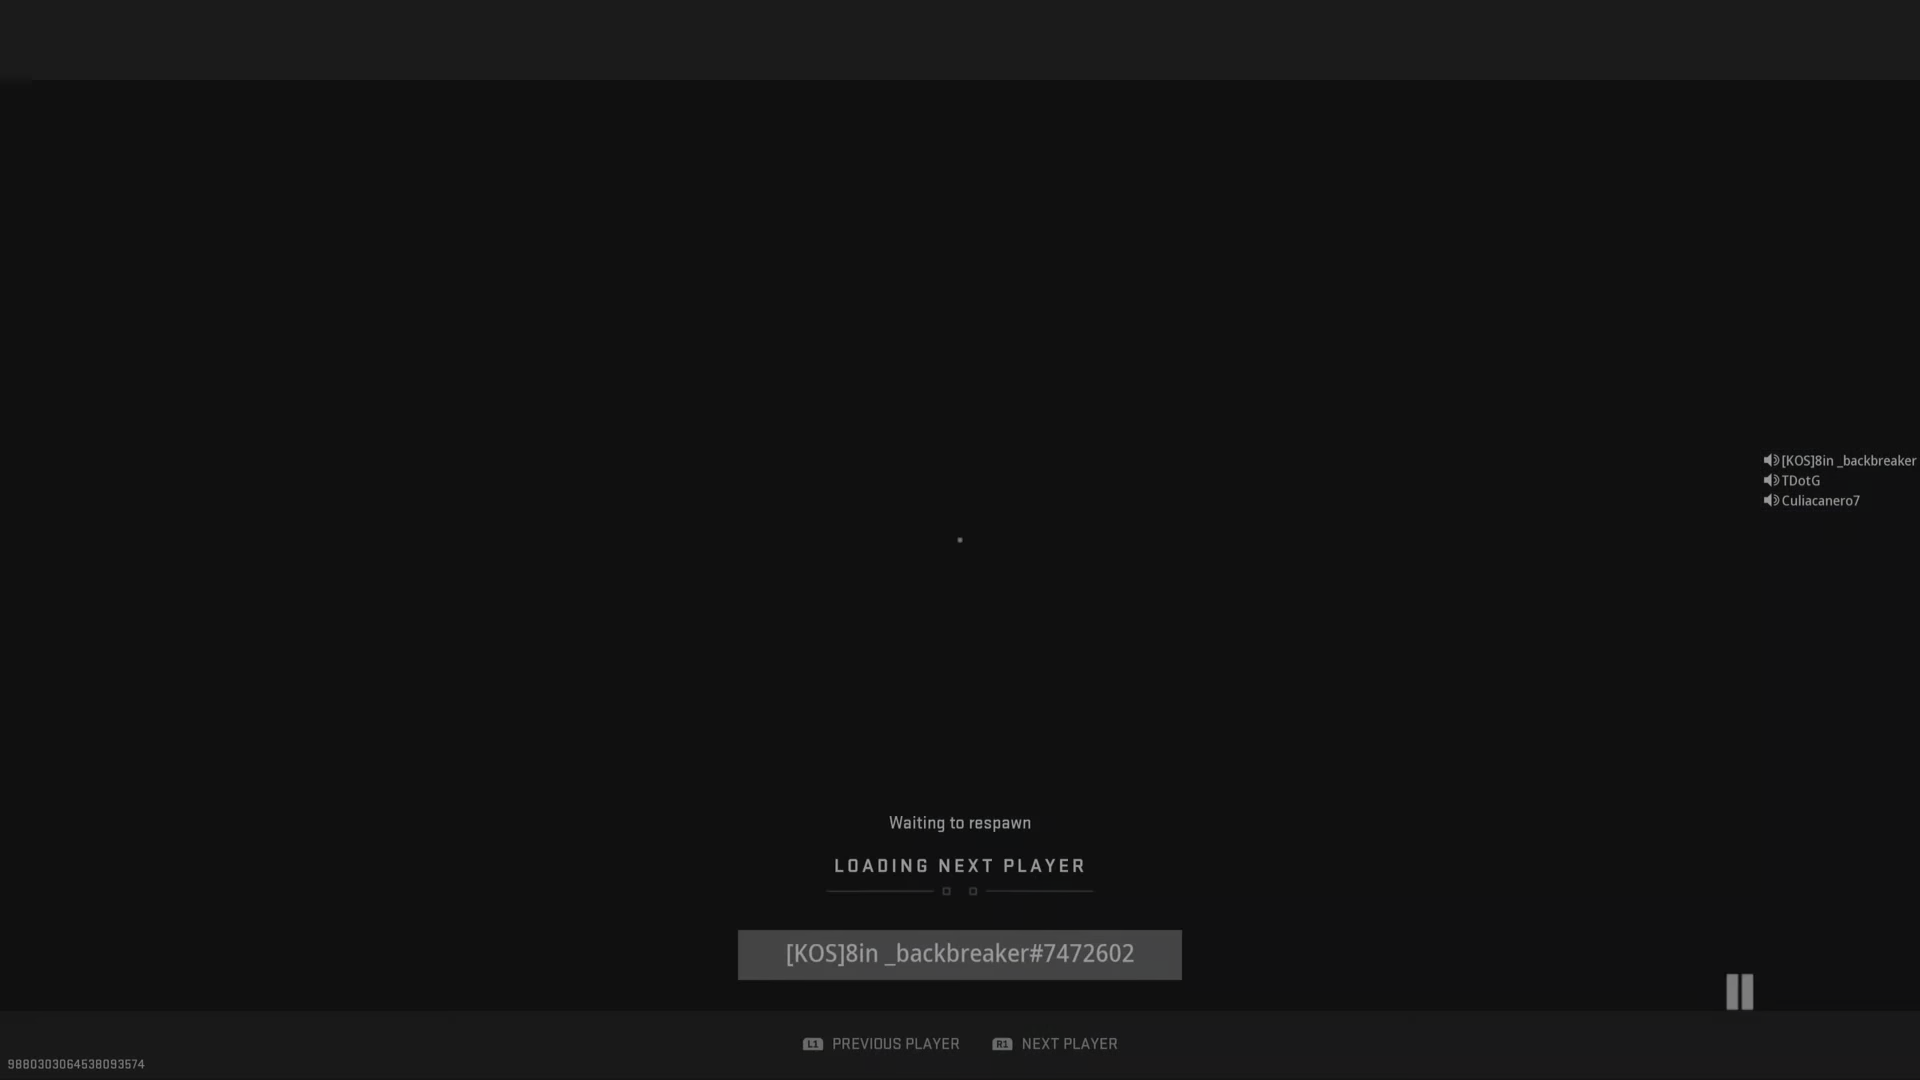 [KOS]8in _backbreaker
TDotG
Culiacanero7
Waiting to respawn
LOADING NEXT PLAYER
[KOS]8in _backbreaker#7472602
L1 PREVIOUS PLAYER R1 NEXT PLAYER
9880303064538093574